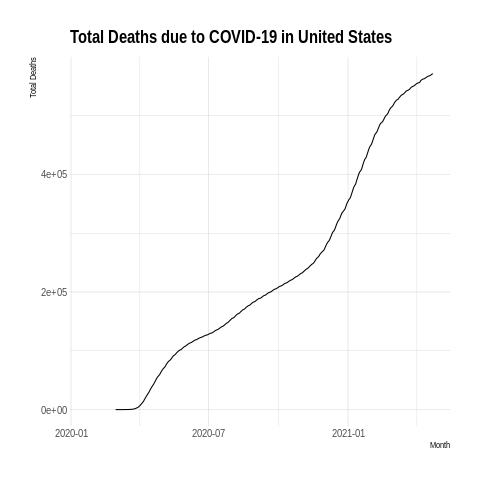 Total Deaths due to COVID-19 in United States
Total Deaths
4e+05
2e+05
0e+00
2020-01 2020-07 2021-01
Month